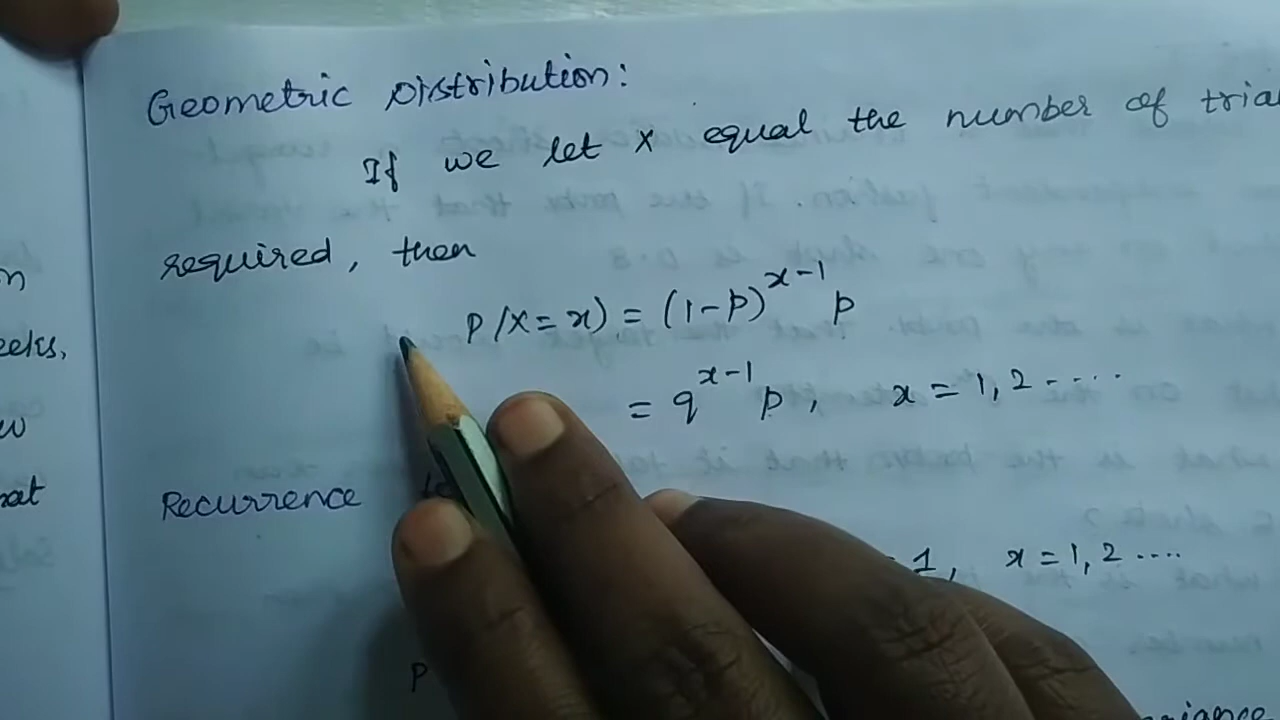 Geometric Distribution:
If we let X equal the number of
required, then
P(X = x) = (1-p)^{x-1} p
= q^{x-1} p, x = 1, 2 ....
Recurrence
= 1, x = 1, 2 ....
P